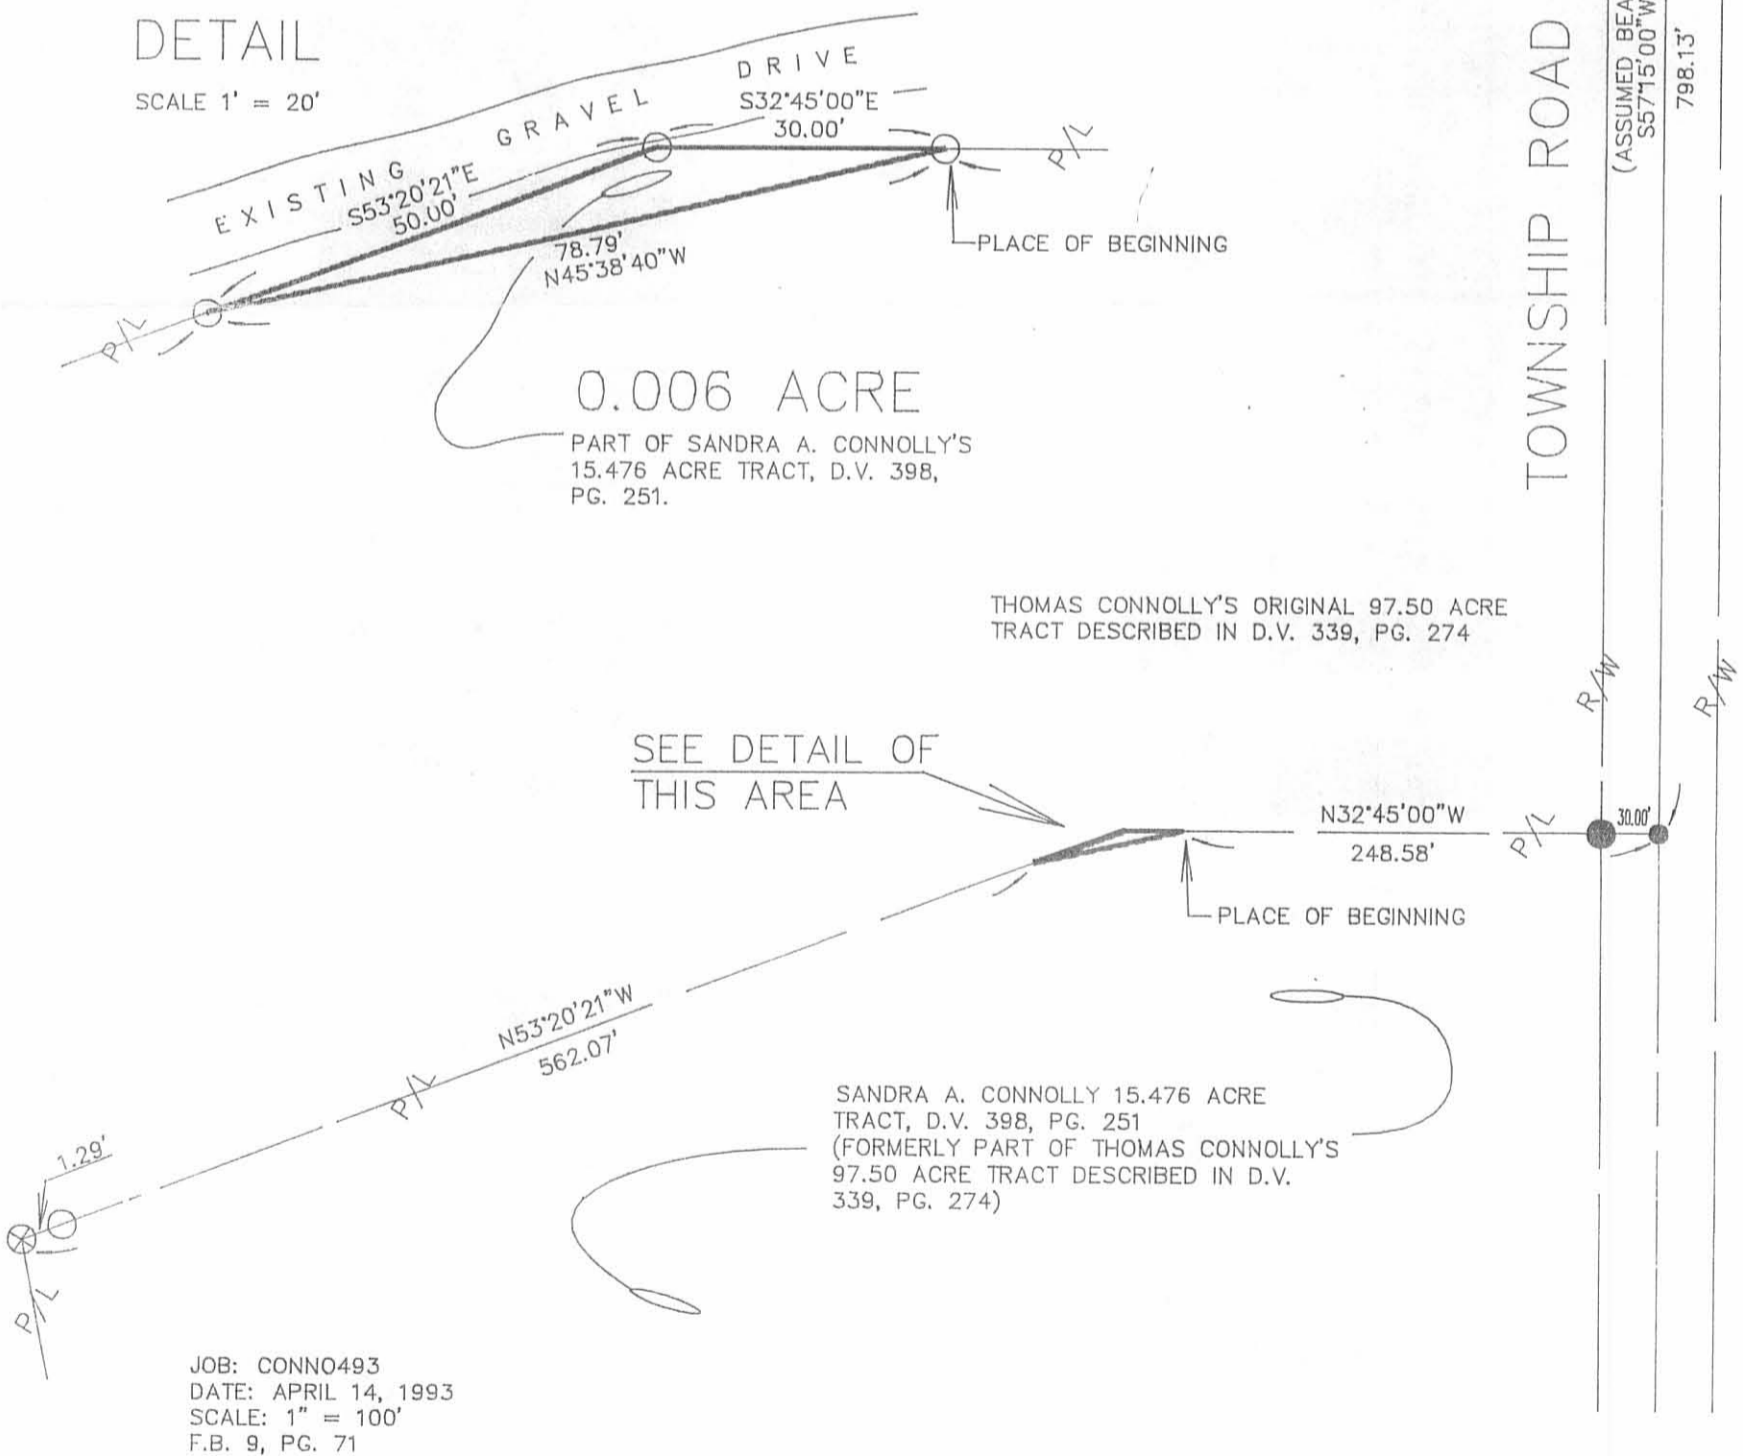 DETAIL
SCALE 1' = 20'
EXISTING GRAVEL DRIVE
S32°45'00"E
30.00'
S53°20'21"E
50.00'
78.79'
N45°38'40"W
P/L
P/L
PLACE OF BEGINNING
0.006 ACRE
PART OF SANDRA A. CONNOLLY'S
15.476 ACRE TRACT, D.V. 398,
PG. 251.
TOWNSHIP ROAD
(ASSUMED BEA
S57°15'00"W
798.13'
THOMAS CONNOLLY'S ORIGINAL 97.50 ACRE
TRACT DESCRIBED IN D.V. 339, PG. 274
R/W
R/W
SEE DETAIL OF
THIS AREA
N32°45'00"W
248.58'
P/L
30.00'
PLACE OF BEGINNING
N53°20'21"W
562.07'
P/L
SANDRA A. CONNOLLY 15.476 ACRE
TRACT, D.V. 398, PG. 251
(FORMERLY PART OF THOMAS CONNOLLY'S
97.50 ACRE TRACT DESCRIBED IN D.V.
339, PG. 274)
1.29'
P/L
JOB: CONNO493
DATE: APRIL 14, 1993
SCALE: 1" = 100'
F.B. 9, PG. 71